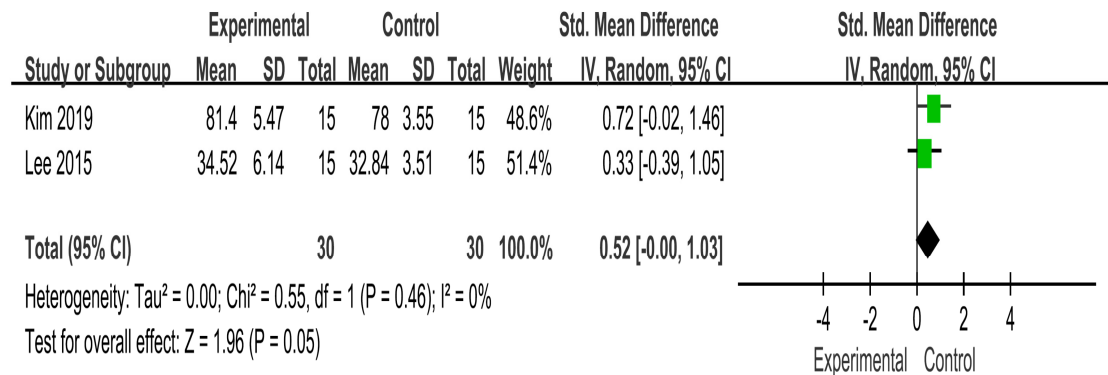 Experimental Control Std. Mean Difference Std. Mean Difference
Study or Subgroup Mean SD Total Mean SD Total Weight IV, Random, 95% CI IV, Random, 95% CI
Kim 2019 81.4 5.47 15 78 3.55 15 48.6% 0.72 [-0.02, 1.46]
Lee 2015 34.52 6.14 15 32.84 3.51 15 51.4% 0.33 [-0.39, 1.05]
Total (95% CI) 30 30 100.0% 0.52 [-0.00, 1.03]
Heterogeneity: Tau² = 0.00; Chi² = 0.55, df = 1 (P = 0.46); I² = 0%
Test for overall effect: Z = 1.96 (P = 0.05)
-4 -2 0 2 4
Experimental Control